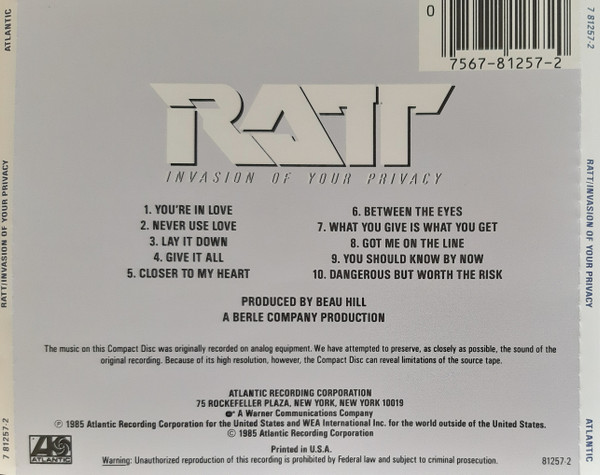 ATLANTIC
RATT/INVASION OF YOUR PRIVACY
7 81257-2
0
7567-81257-2
RATT
INVASION OF YOUR PRIVACY
1. YOU'RE IN LOVE
2. NEVER USE LOVE
3. LAY IT DOWN
4. GIVE IT ALL
5. CLOSER TO MY HEART
6. BETWEEN THE EYES
7. WHAT YOU GIVE IS WHAT YOU GET
8. GOT ME ON THE LINE
9. YOU SHOULD KNOW BY NOW
10. DANGEROUS BUT WORTH THE RISK
PRODUCED BY BEAU HILL
A BERLE COMPANY PRODUCTION
The music on this Compact Disc was originally recorded on analog equipment. We have attempted to preserve, as closely as possible, the sound of the
original recording. Because of its high resolution, however, the Compact Disc can reveal limitations of the source tape.
ATLANTIC RECORDING CORPORATION
75 ROCKEFELLER PLAZA, NEW YORK, NEW YORK 10019
A Warner Communications Company
℗ 1985 Atlantic Recording Corporation for the United States and WEA International Inc. for the world outside of the United States.
© 1985 Atlantic Recording Corporation
Printed in U.S.A.
Warning: Unauthorized reproduction of this recording is prohibited by Federal law and subject to criminal prosecution.
ATLANTIC
81257-2
7 81257-2
RATT/INVASION OF YOUR PRIVACY
ATLANTIC